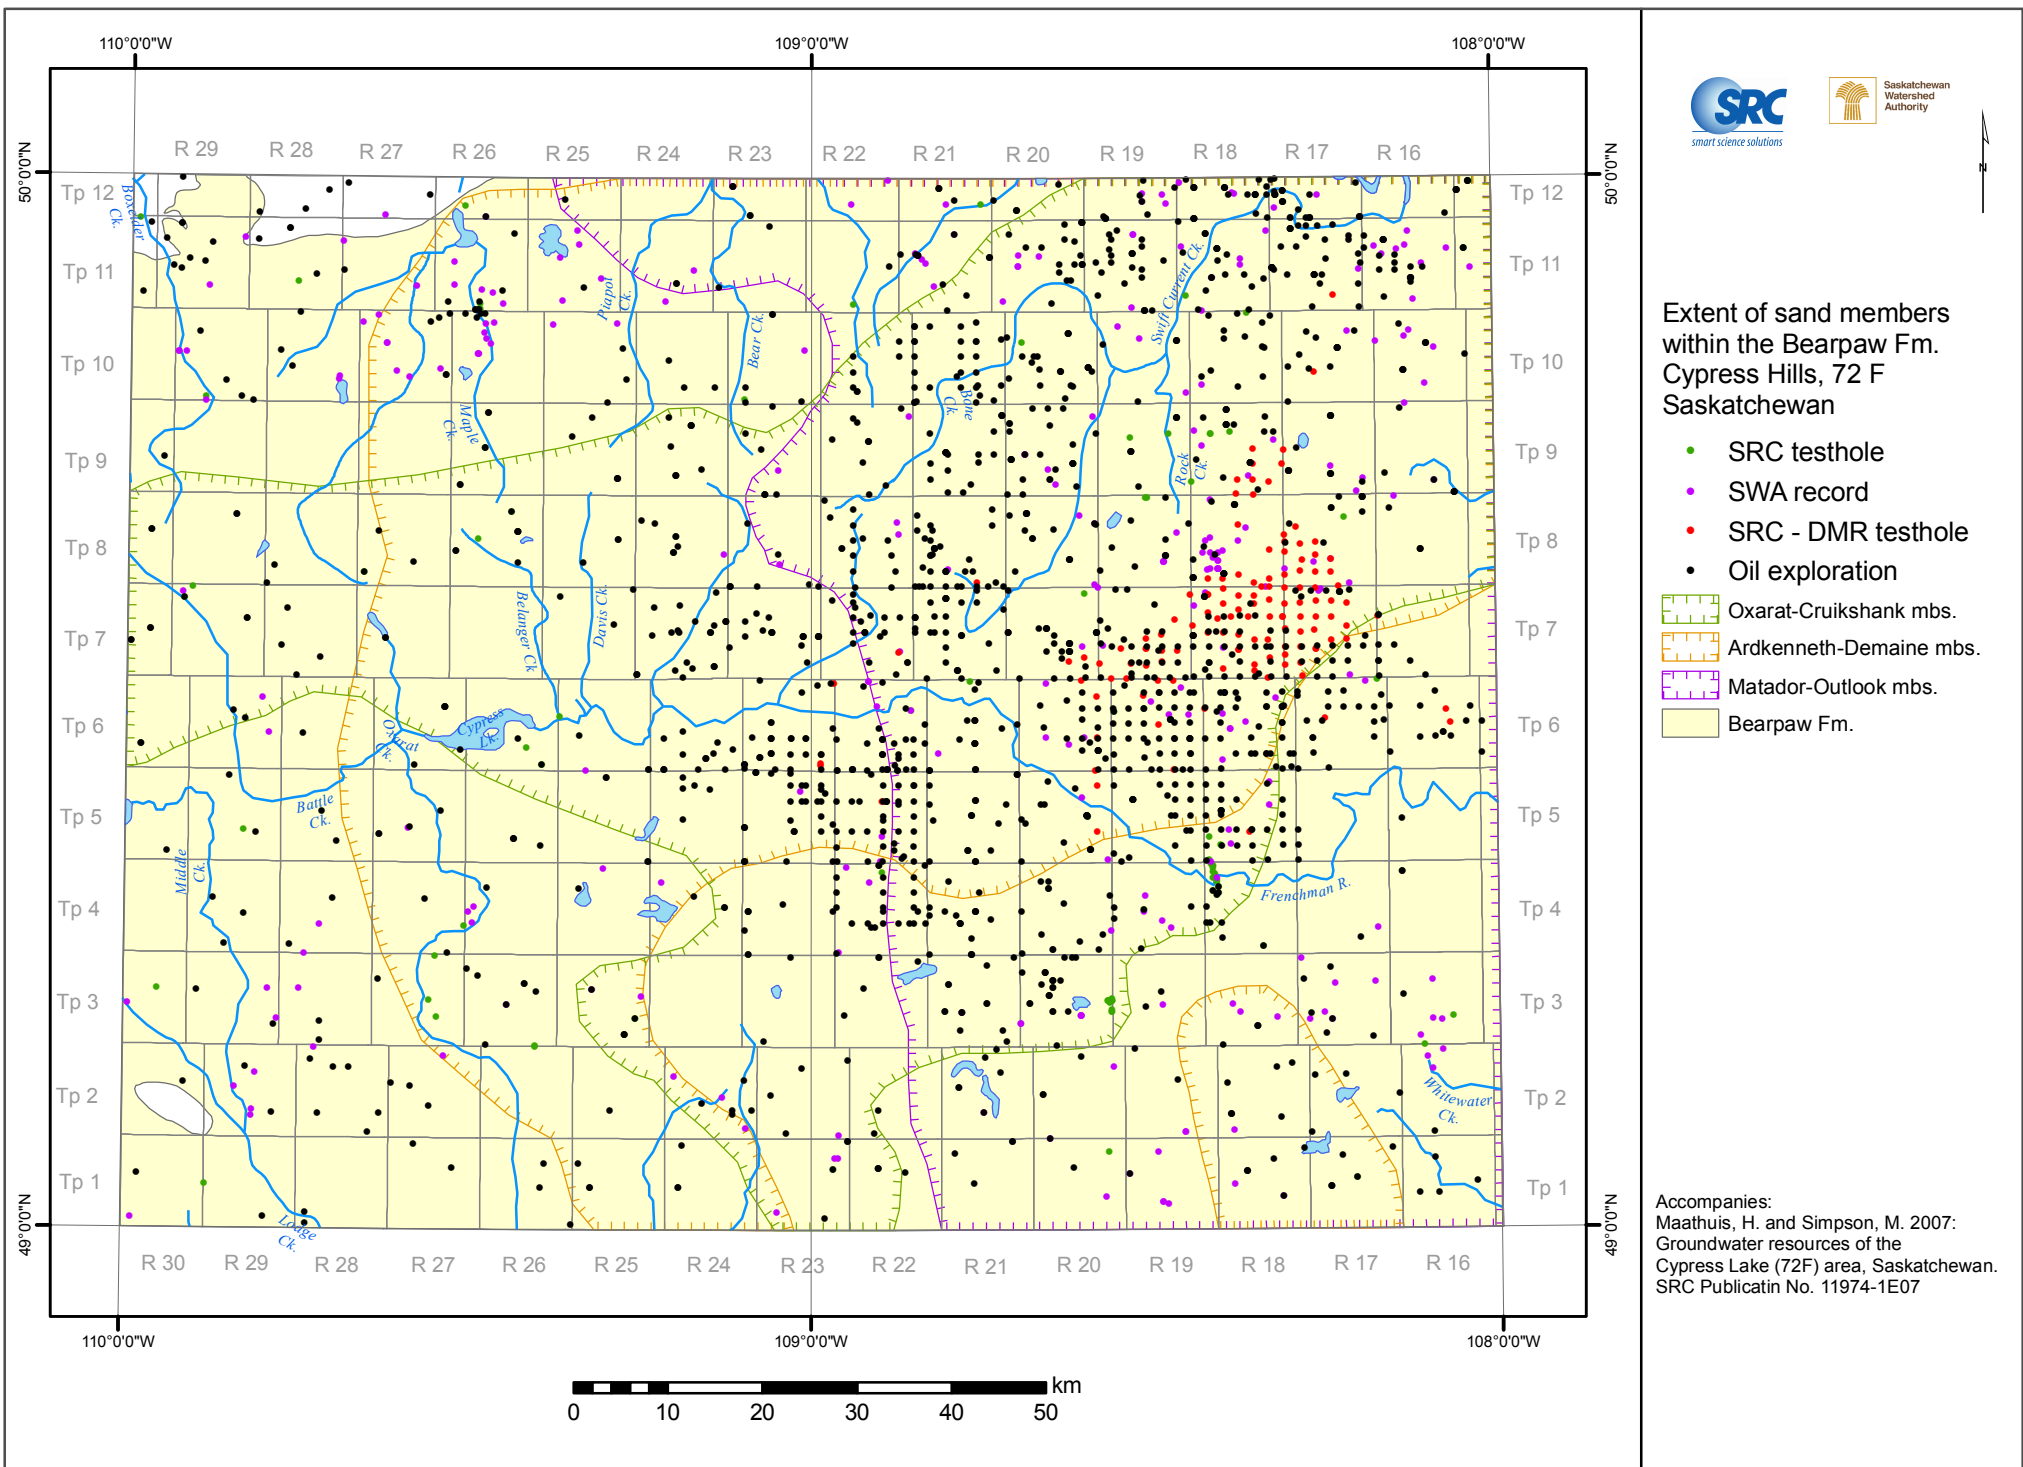 110°0'0"W
109°0'0"W
108°0'0"W
50°0'0"N
50°0'0"N
R 29
R 28
R 27
R 26
R 25
R 24
R 23
R 22
R 21
R 20
R 19
R 18
R 17
R 16
Tp 12
Tp 11
Tp 10
Tp 9
Tp 8
Tp 7
Tp 6
Tp 5
Tp 4
Tp 3
Tp 2
Tp 1
Tp 12
Tp 11
Tp 10
Tp 9
Tp 8
Tp 7
Tp 6
Tp 5
Tp 4
Tp 3
Tp 2
Tp 1
Boxelder
Ck.
Piapot
Ck.
Bear Ck.
Swift Current Ck.
Maple
Ck.
Bone
Ck.
Rock
Ck.
Belanger Ck
Davis Ck.
Oxarat
Ck.
Cypress
Lk.
Battle
Ck.
Middle
Ck.
Frenchman R.
Whitewater
Ck.
Lodge
Ck.
49°0'0"N
49°0'0"N
R 30
R 29
R 28
R 27
R 26
R 25
R 24
R 23
R 22
R 21
R 20
R 19
R 18
R 17
R 16
110°0'0"W
109°0'0"W
108°0'0"W
km
0
10
20
30
40
50
SRC
smart science solutions
Saskatchewan
Watershed
Authority
N
Extent of sand members
within the Bearpaw Fm.
Cypress Hills, 72 F
Saskatchewan
SRC testhole
SWA record
SRC - DMR testhole
Oil exploration
Oxarat-Cruikshank mbs.
Ardkenneth-Demaine mbs.
Matador-Outlook mbs.
Bearpaw Fm.
Accompanies:
Maathuis, H. and Simpson, M. 2007:
Groundwater resources of the
Cypress Lake (72F) area, Saskatchewan.
SRC Publicatin No. 11974-1E07